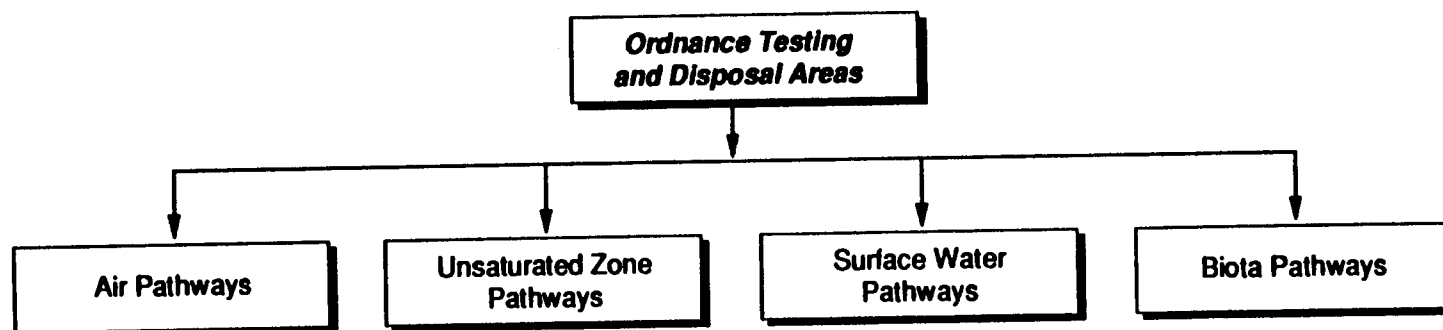 Ordnance Testing
and Disposal Areas
Air Pathways
Unsaturated Zone
Pathways
Surface Water
Pathways
Biota Pathways